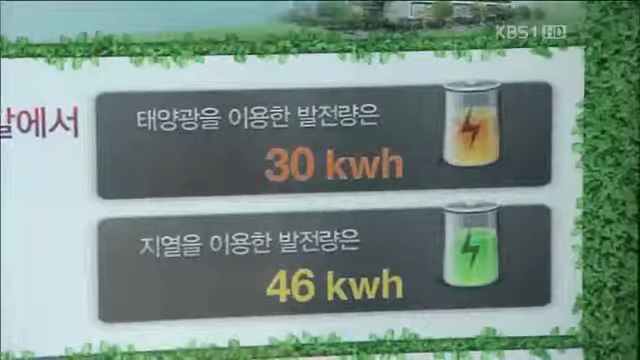 KBS1 HD
에서
태양광을 이용한 발전량은
30 kwh
지열을 이용한 발전량은
46 kwh